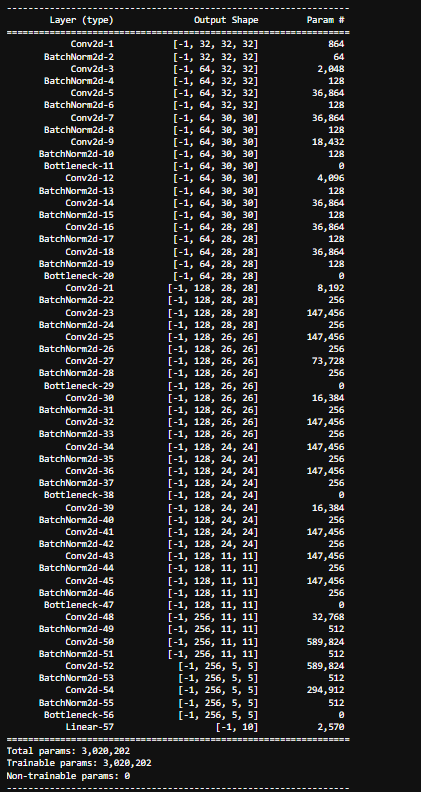 ----------------------------------------------------------------
Layer (type) Output Shape Param #
================================================================
Conv2d-1 [-1, 32, 32, 32] 864
BatchNorm2d-2 [-1, 32, 32, 32] 64
Conv2d-3 [-1, 64, 32, 32] 2,048
BatchNorm2d-4 [-1, 64, 32, 32] 128
Conv2d-5 [-1, 64, 32, 32] 36,864
BatchNorm2d-6 [-1, 64, 32, 32] 128
Conv2d-7 [-1, 64, 30, 30] 36,864
BatchNorm2d-8 [-1, 64, 30, 30] 128
Conv2d-9 [-1, 64, 30, 30] 18,432
BatchNorm2d-10 [-1, 64, 30, 30] 128
Bottleneck-11 [-1, 64, 30, 30] 0
Conv2d-12 [-1, 64, 30, 30] 4,096
BatchNorm2d-13 [-1, 64, 30, 30] 128
Conv2d-14 [-1, 64, 30, 30] 36,864
BatchNorm2d-15 [-1, 64, 30, 30] 128
Conv2d-16 [-1, 64, 28, 28] 36,864
BatchNorm2d-17 [-1, 64, 28, 28] 128
Conv2d-18 [-1, 64, 28, 28] 36,864
BatchNorm2d-19 [-1, 64, 28, 28] 128
Bottleneck-20 [-1, 64, 28, 28] 0
Conv2d-21 [-1, 128, 28, 28] 8,192
BatchNorm2d-22 [-1, 128, 28, 28] 256
Conv2d-23 [-1, 128, 28, 28] 147,456
BatchNorm2d-24 [-1, 128, 28, 28] 256
Conv2d-25 [-1, 128, 26, 26] 147,456
BatchNorm2d-26 [-1, 128, 26, 26] 256
Conv2d-27 [-1, 128, 26, 26] 73,728
BatchNorm2d-28 [-1, 128, 26, 26] 256
Bottleneck-29 [-1, 128, 26, 26] 0
Conv2d-30 [-1, 128, 26, 26] 16,384
BatchNorm2d-31 [-1, 128, 26, 26] 256
Conv2d-32 [-1, 128, 26, 26] 147,456
BatchNorm2d-33 [-1, 128, 26, 26] 256
Conv2d-34 [-1, 128, 24, 24] 147,456
BatchNorm2d-35 [-1, 128, 24, 24] 256
Conv2d-36 [-1, 128, 24, 24] 147,456
BatchNorm2d-37 [-1, 128, 24, 24] 256
Bottleneck-38 [-1, 128, 24, 24] 0
Conv2d-39 [-1, 128, 24, 24] 16,384
BatchNorm2d-40 [-1, 128, 24, 24] 256
Conv2d-41 [-1, 128, 24, 24] 147,456
BatchNorm2d-42 [-1, 128, 24, 24] 256
Conv2d-43 [-1, 128, 11, 11] 147,456
BatchNorm2d-44 [-1, 128, 11, 11] 256
Conv2d-45 [-1, 128, 11, 11] 147,456
BatchNorm2d-46 [-1, 128, 11, 11] 256
Bottleneck-47 [-1, 128, 11, 11] 0
Conv2d-48 [-1, 256, 11, 11] 32,768
BatchNorm2d-49 [-1, 256, 11, 11] 512
Conv2d-50 [-1, 256, 11, 11] 589,824
BatchNorm2d-51 [-1, 256, 11, 11] 512
Conv2d-52 [-1, 256, 5, 5] 589,824
BatchNorm2d-53 [-1, 256, 5, 5] 512
Conv2d-54 [-1, 256, 5, 5] 294,912
BatchNorm2d-55 [-1, 256, 5, 5] 512
Bottleneck-56 [-1, 256, 5, 5] 0
Linear-57 [-1, 10] 2,570
================================================================
Total params: 3,020,202
Trainable params: 3,020,202
Non-trainable params: 0
----------------------------------------------------------------